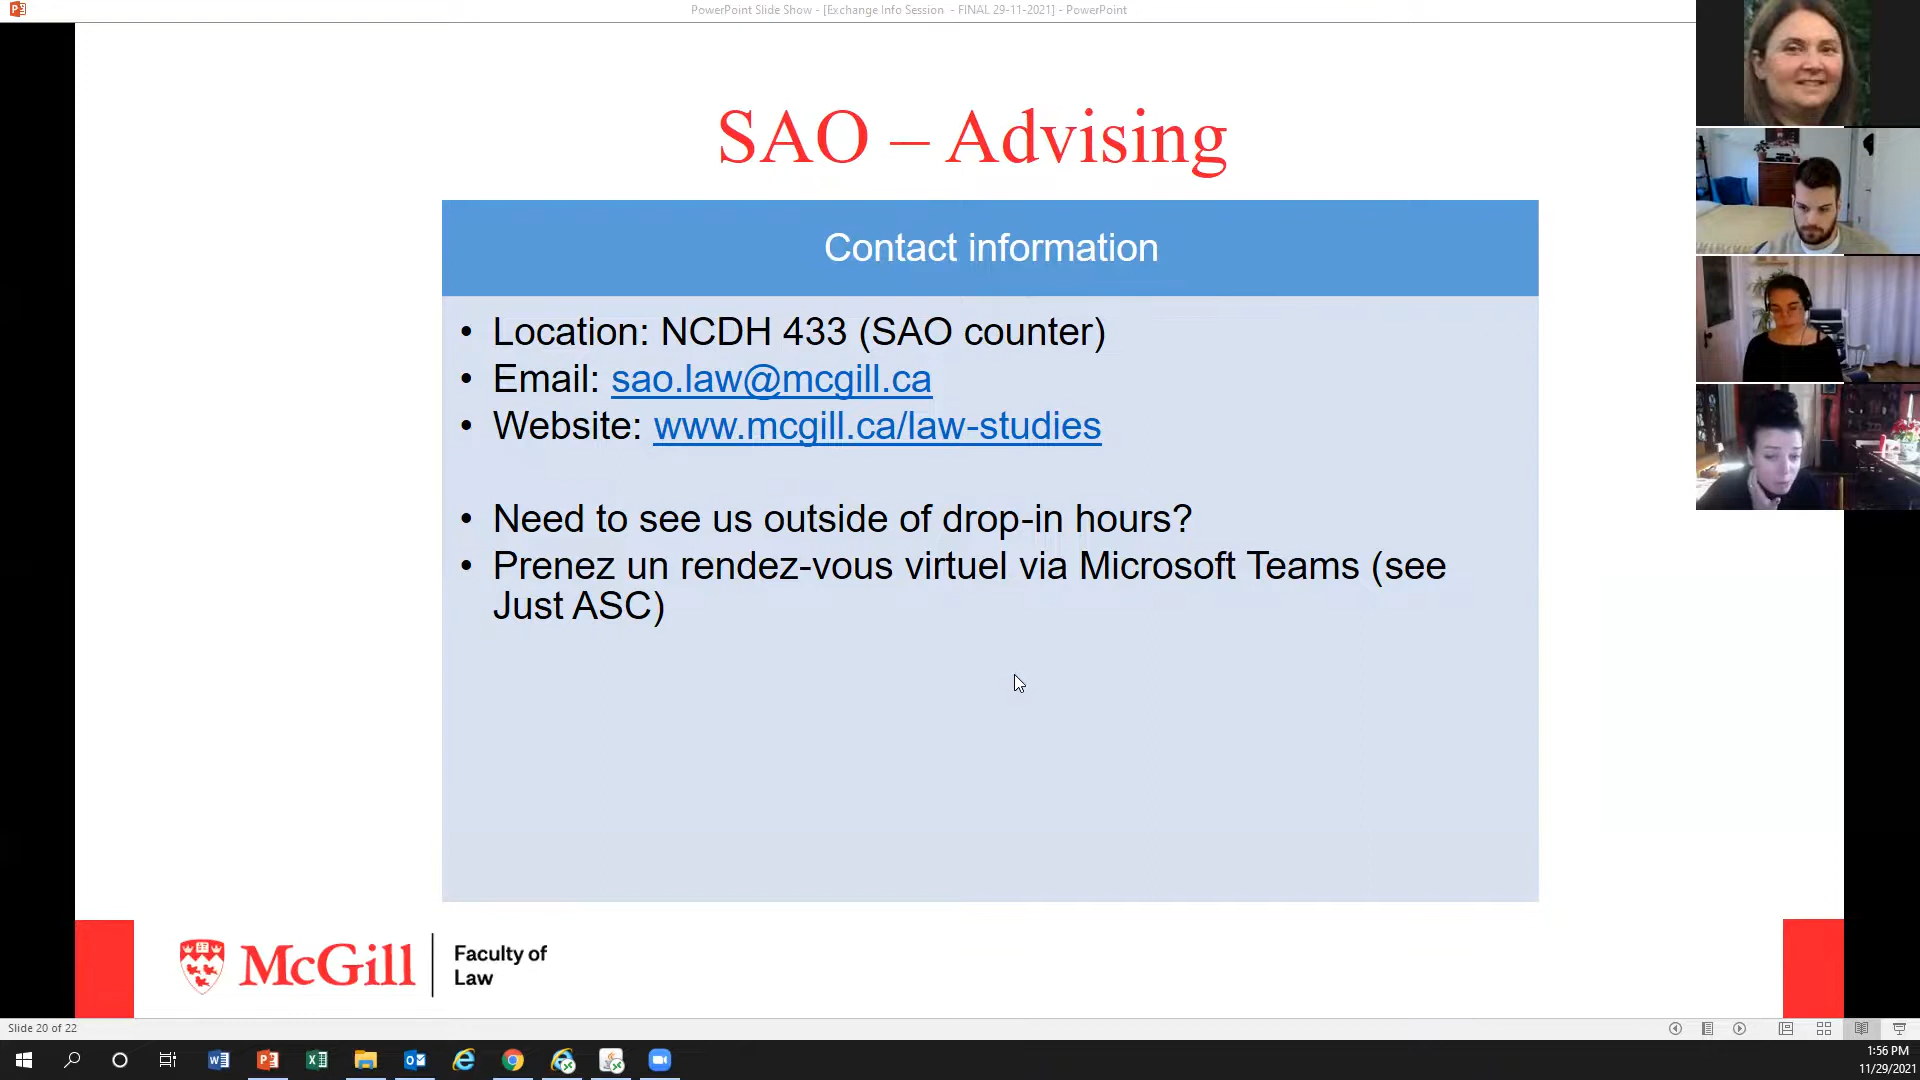 PowerPoint Slide Show - [Exchange Info Session - FINAL 29-11-2021] - PowerPoint
SAO – Advising
Contact information
• Location: NCDH 433 (SAO counter)
• Email: sao.law@mcgill.ca
• Website: www.mcgill.ca/law-studies
• Need to see us outside of drop-in hours?
• Prenez un rendez-vous virtuel via Microsoft Teams (see
Just ASC)
McGill
Faculty of
Law
Slide 20 of 22
1:56 PM
11/29/2021